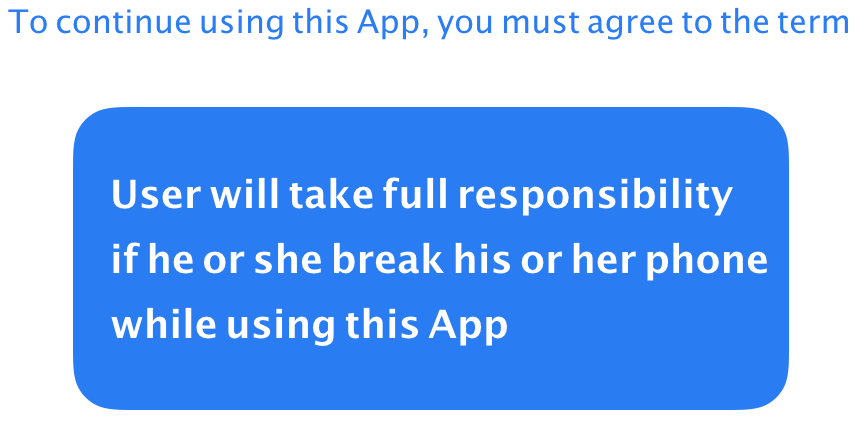 To continue using this App, you must agree to the term
User will take full responsibility
if he or she break his or her phone
while using this App